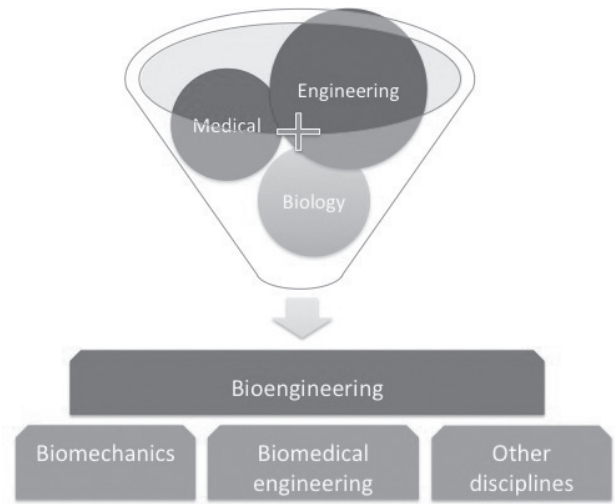 Engineering
Medical
Biology
Bioengineering
Biomechanics
Biomedical
engineering
Other
disciplines